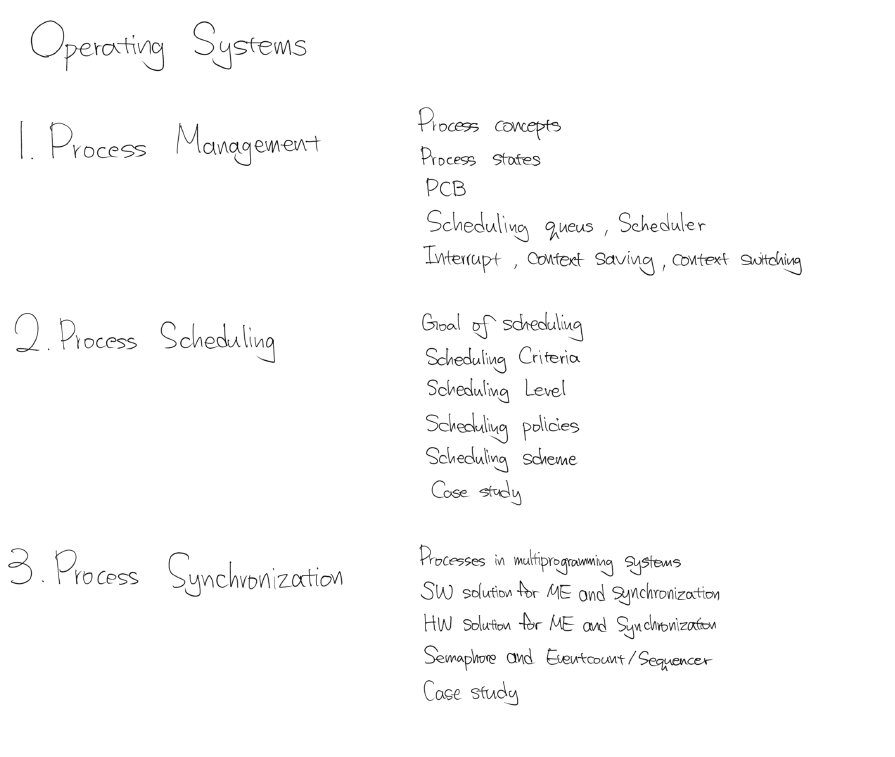 Operating Systems
1. Process Management
Process concepts
Process states
PCB
Scheduling queus, Scheduler
Interrupt, Context Saving, context switching
2. Process Scheduling
Goal of scheduling
Scheduling Criteria
Scheduling Level
Scheduling policies
Scheduling scheme
Case study
3. Process Synchronization
Processes in multiprogramming systems
SW solution for ME and Synchronization
HW solution for ME and Synchronization
Semaphore and Eventcount/Sequencer
Case study